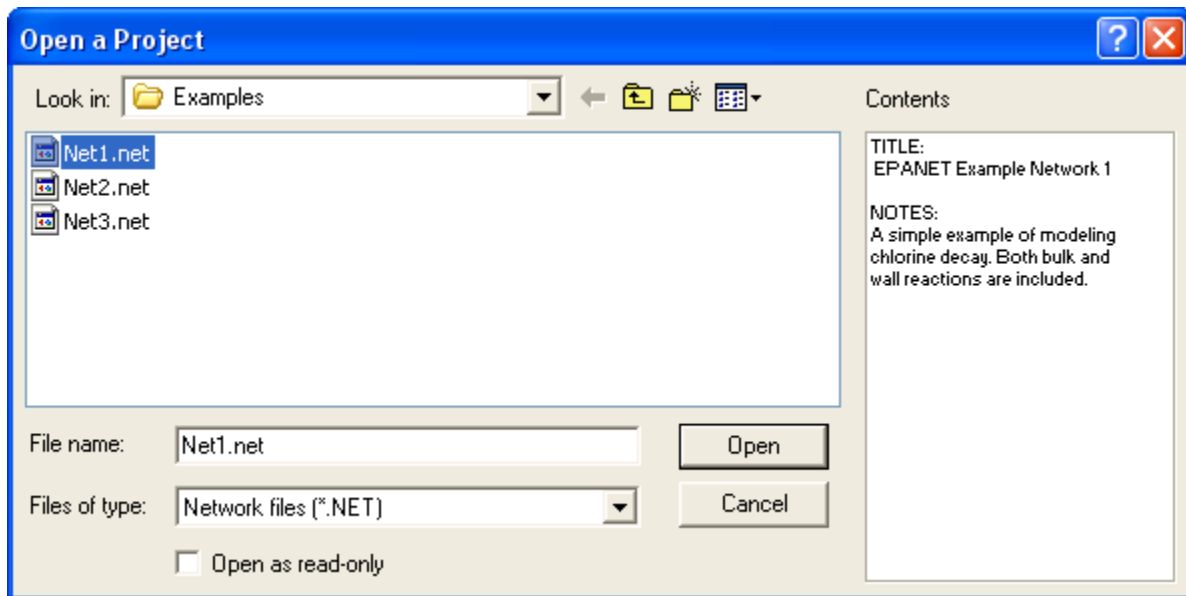 Open a Project
Look in: Examples
Contents
Net1.net
Net2.net
Net3.net
TITLE:
EPANET Example Network 1
NOTES:
A simple example of modeling
chlorine decay. Both bulk and
wall reactions are included.
File name: Net1.net
Open
Files of type: Network files (*.NET)
Cancel
Open as read-only